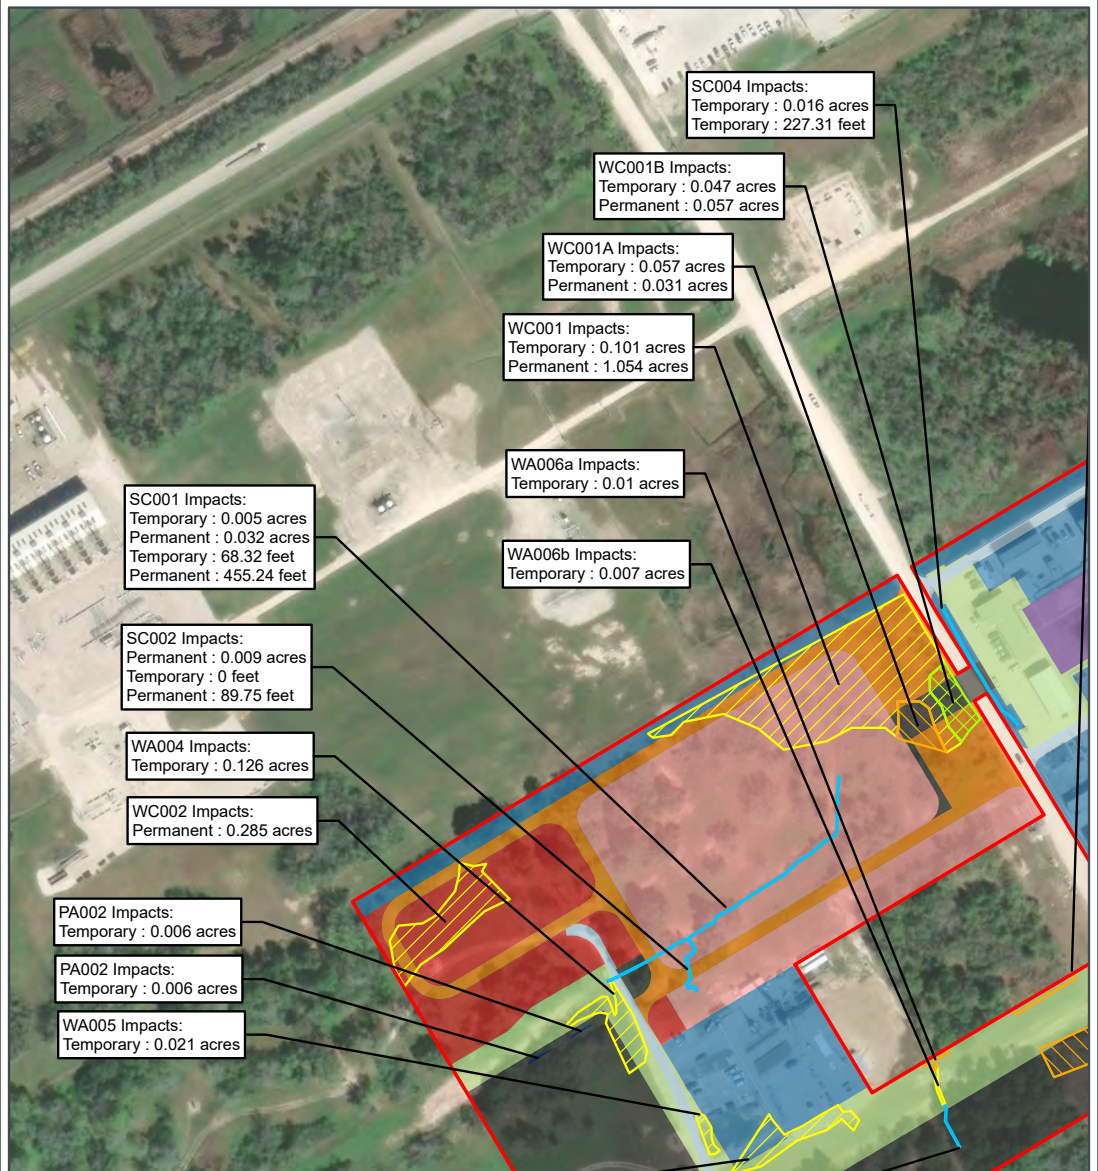 SC004 Impacts:
Temporary : 0.016 acres
Temporary : 227.31 feet
WC001B Impacts:
Temporary : 0.047 acres
Permanent : 0.057 acres
WC001A Impacts:
Temporary : 0.057 acres
Permanent : 0.031 acres
WC001 Impacts:
Temporary : 0.101 acres
Permanent : 1.054 acres
WA006a Impacts:
Temporary : 0.01 acres
SC001 Impacts:
Temporary : 0.005 acres
Permanent : 0.032 acres
Temporary : 68.32 feet
Permanent : 455.24 feet
WA006b Impacts:
Temporary : 0.007 acres
SC002 Impacts:
Permanent : 0.009 acres
Temporary : 0 feet
Permanent : 89.75 feet
WA004 Impacts:
Temporary : 0.126 acres
WC002 Impacts:
Permanent : 0.285 acres
PA002 Impacts:
Temporary : 0.006 acres
PA002 Impacts:
Temporary : 0.006 acres
WA005 Impacts:
Temporary : 0.021 acres